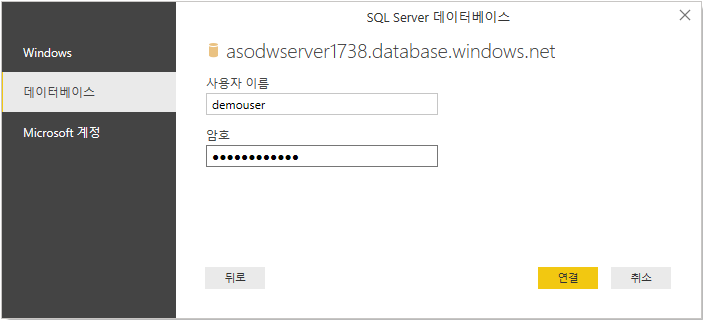 SQL Server 데이터베이스
Windows
데이터베이스
Microsoft 계정
asodwserver1738.database.windows.net
사용자 이름
demouser
암호
●●●●●●●●●●●●
뒤로
연결
취소